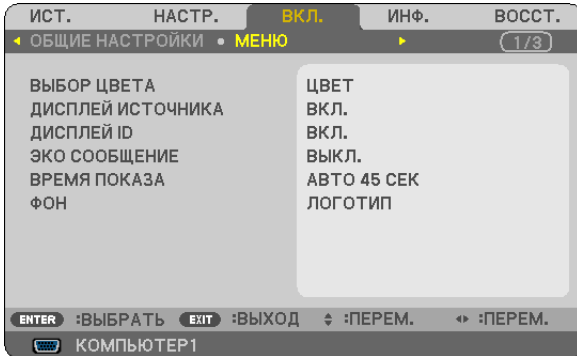 ИСТ. НАСТР. ВКЛ. ИНФ. ВОССТ.
ОБЩИЕ НАСТРОЙКИ • МЕНЮ 1/3
ВЫБОР ЦВЕТА ЦВЕТ
ДИСПЛЕЙ ИСТОЧНИКА ВКЛ.
ДИСПЛЕЙ ID ВКЛ.
ЭКО СООБЩЕНИЕ ВЫКЛ.
ВРЕМЯ ПОКАЗА АВТО 45 СЕК
ФОН ЛОГОТИП
ENTER :ВЫБРАТЬ EXIT :ВЫХОД :ПЕРЕМ. :ПЕРЕМ.
КОМПЬЮТЕР1